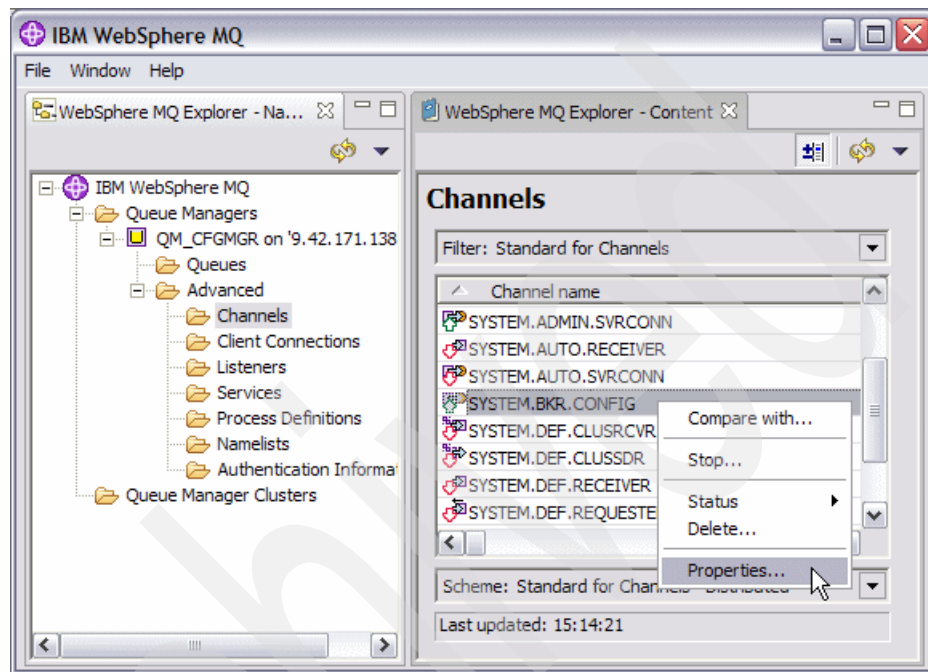 IBM WebSphere MQ
File Window Help
WebSphere MQ Explorer - Na...
IBM WebSphere MQ
Queue Managers
QM_CFGMGR on '9.42.171.138
Queues
Advanced
Channels
Client Connections
Listeners
Services
Process Definitions
Namelists
Authentication Informa
Queue Manager Clusters
WebSphere MQ Explorer - Content
Channels
Filter: Standard for Channels
Channel name
SYSTEM.ADMIN.SVRCONN
SYSTEM.AUTO.RECEIVER
SYSTEM.AUTO.SVRCONN
SYSTEM.BKR.CONFIG
SYSTEM.DEF.CLUSRCVR
SYSTEM.DEF.CLUSSDR
SYSTEM.DEF.RECEIVER
SYSTEM.DEF.REQUESTE
Compare with...
Stop...
Status
Delete...
Properties...
Scheme: Standard for Channels - Distributed
Last updated: 15:14:21